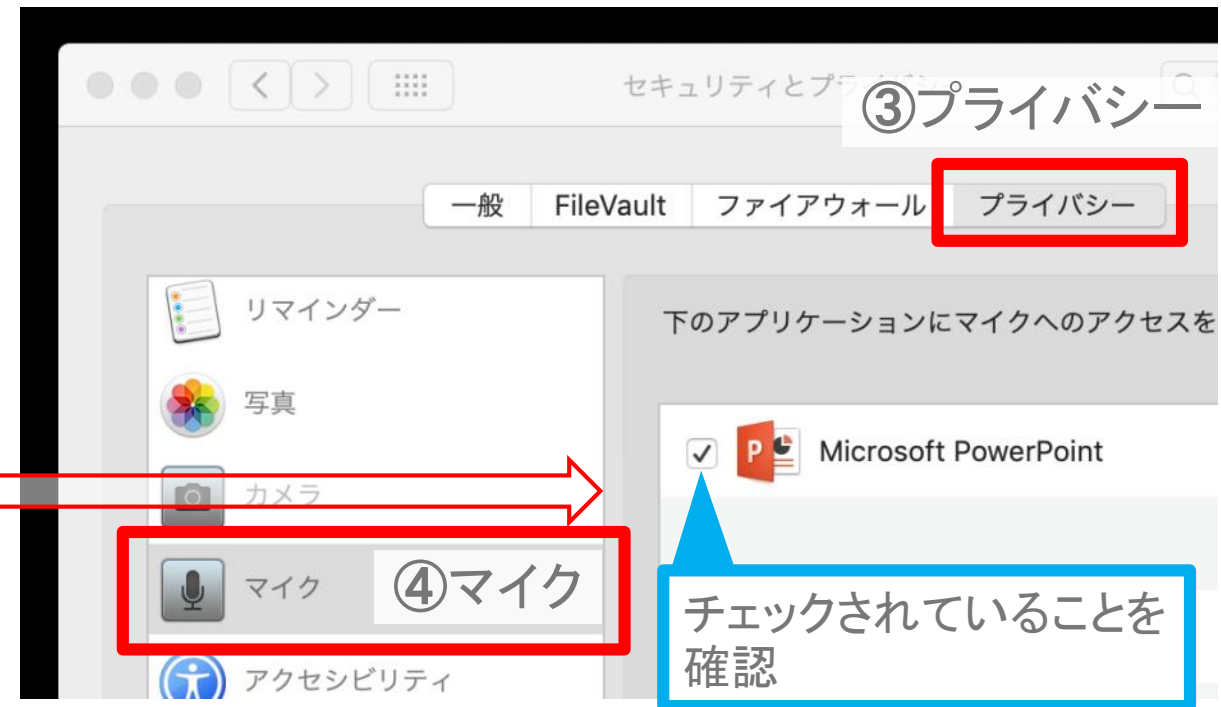 セキュリティとプ
③プライバシー
一般 FileVault ファイアウォール プライバシー
リマインダー
下のアプリケーションにマイクへのアクセスを
写真
Microsoft PowerPoint
カメラ
マイク
④マイク
チェックされていることを
確認
アクセシビリティ